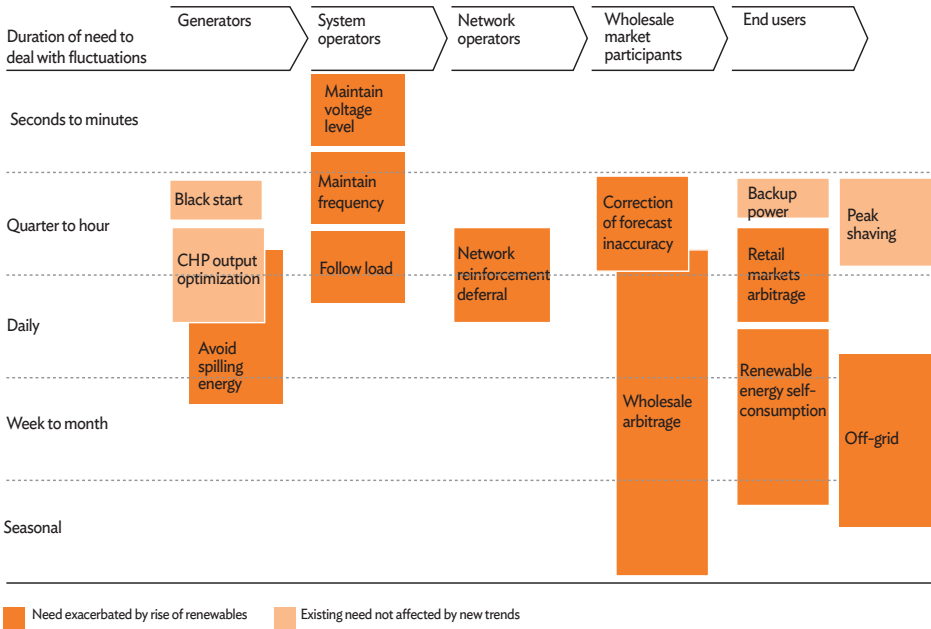 Duration of need to
deal with fluctuations
Generators
System
operators
Network
operators
Wholesale
market
participants
End users
Seconds to minutes
Maintain
voltage
level
Quarter to hour
Black start
CHP output
optimization
Maintain
frequency
Follow load
Network
reinforcement
deferral
Correction
of forecast
inaccuracy
Backup
power
Retail
markets
arbitrage
Peak
shaving
Daily
Avoid
spilling
energy
Renewable
energy self-
consumption
Week to month
Wholesale
arbitrage
Off-grid
Seasonal
Need exacerbated by rise of renewables
Existing need not affected by new trends